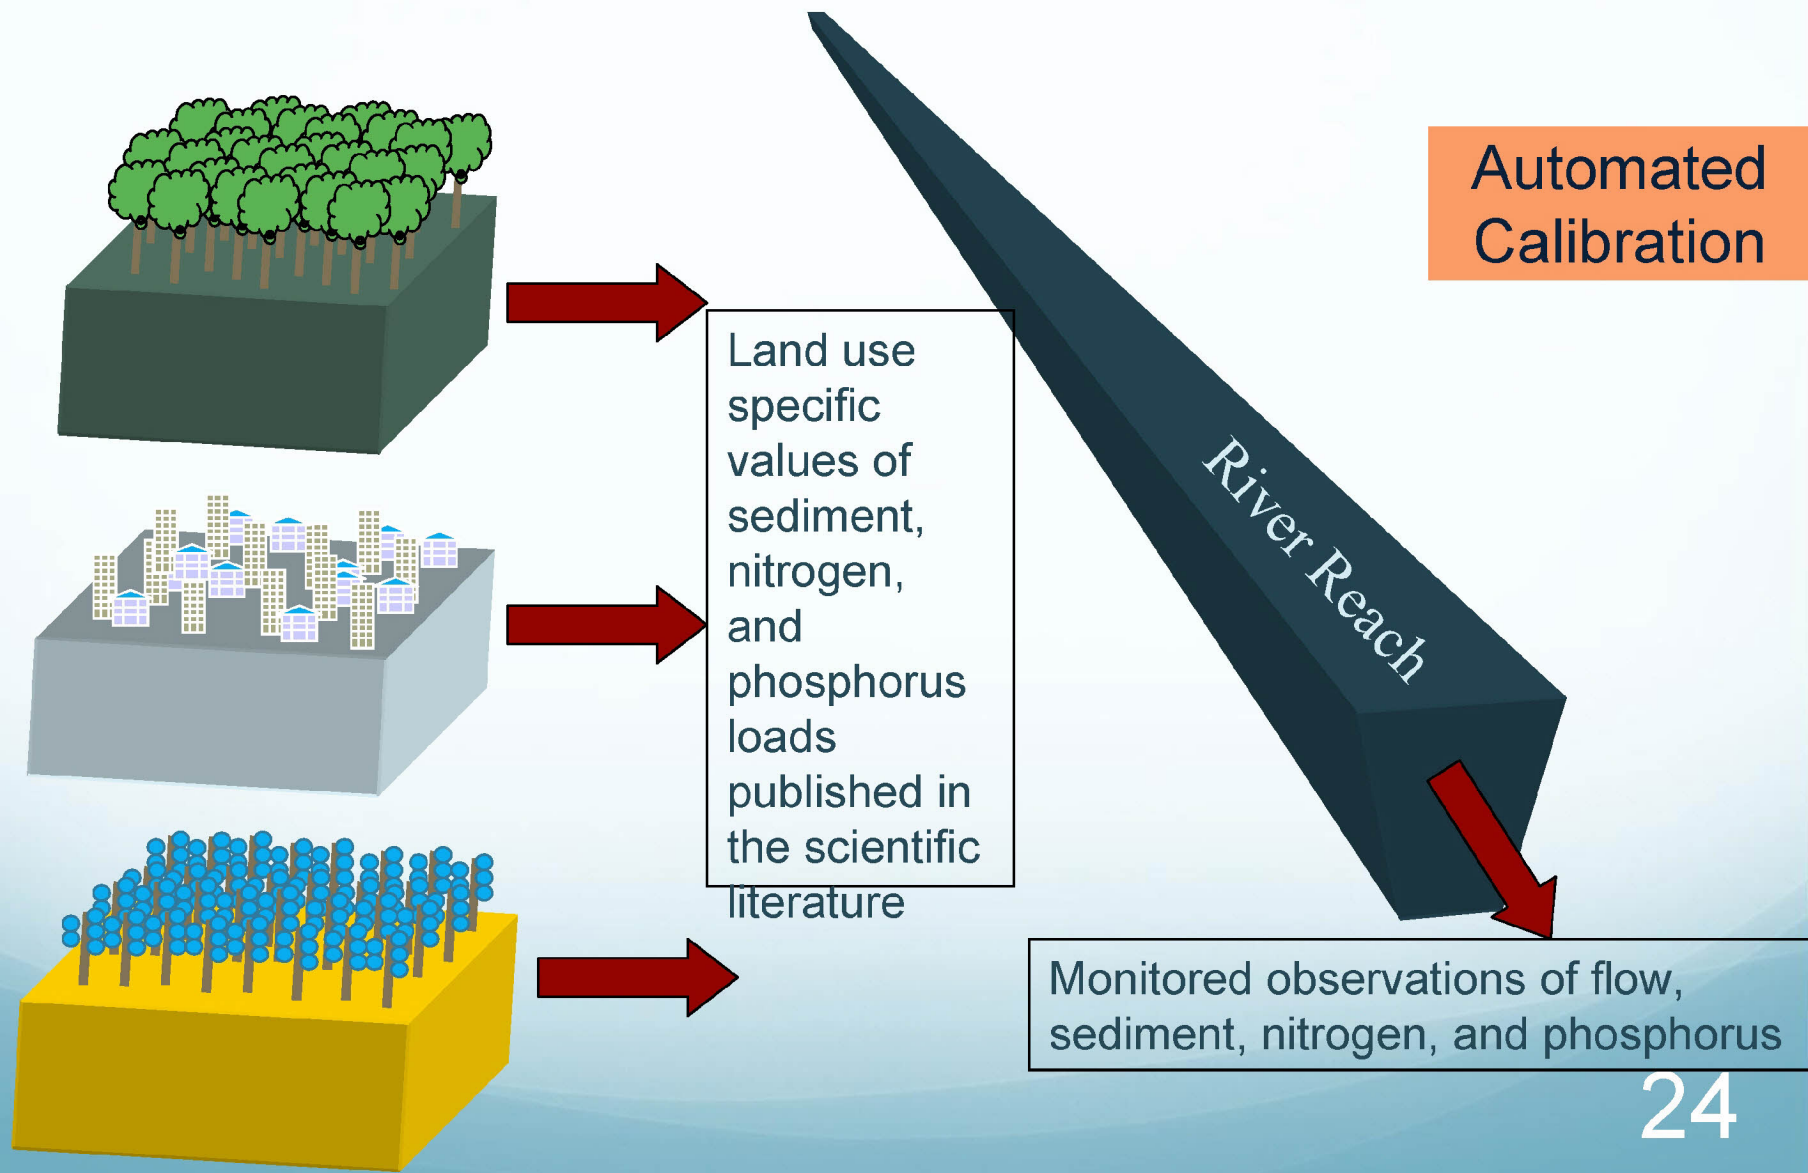 Automated
Calibration
Land use
specific
values of
sediment,
nitrogen,
and
phosphorus
loads
published in
the scientific
literature
River Reach
Monitored observations of flow,
sediment, nitrogen, and phosphorus
24